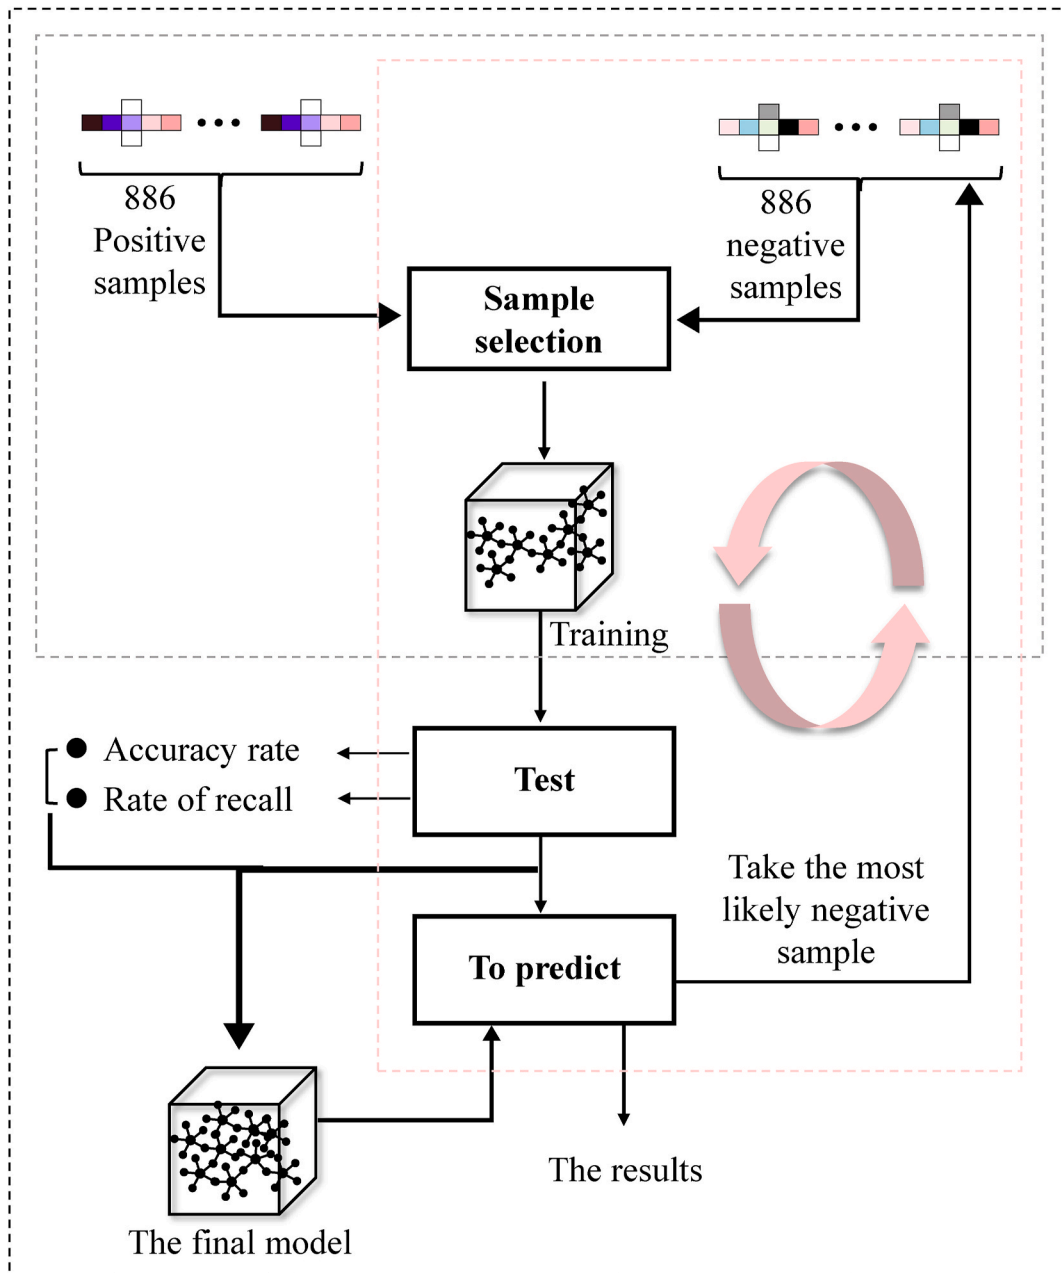 886
Positive
samples
886
negative
samples
Sample
selection
Training
Accuracy rate
Rate of recall
Test
Take the most
likely negative
sample
To predict
The results
The final model